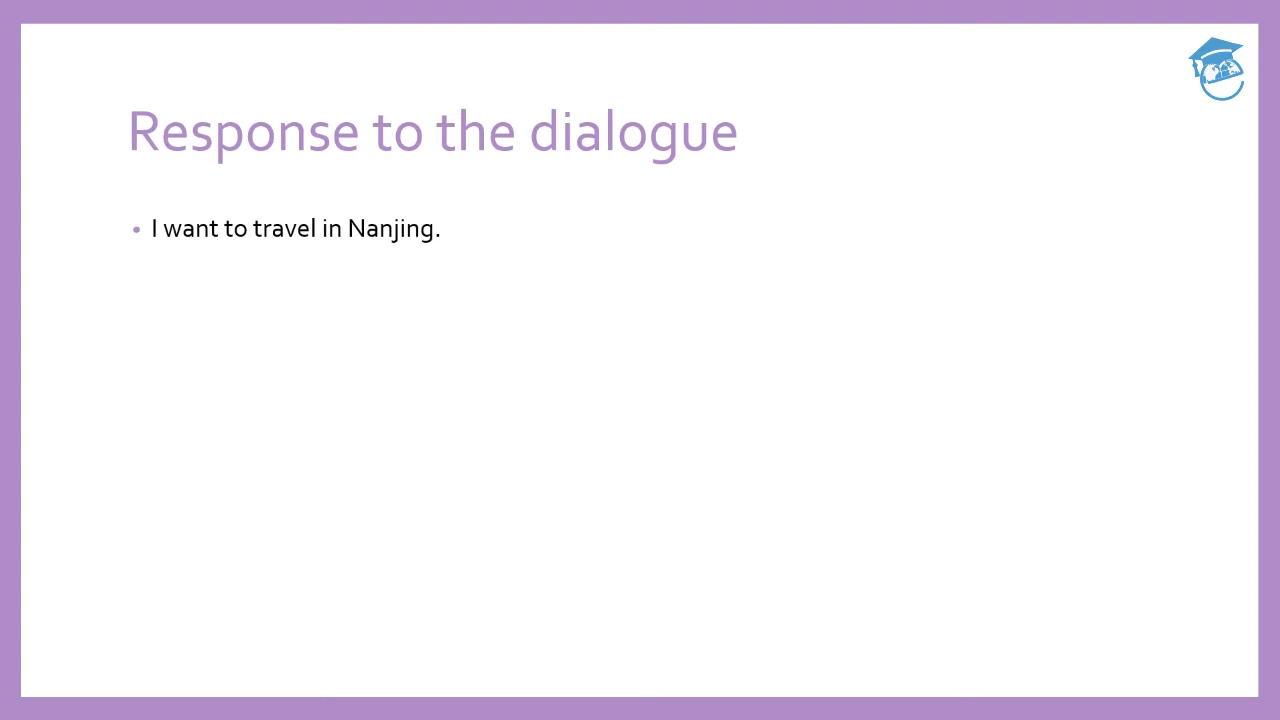 Response to the dialogue
• I want to travel in Nanjing.